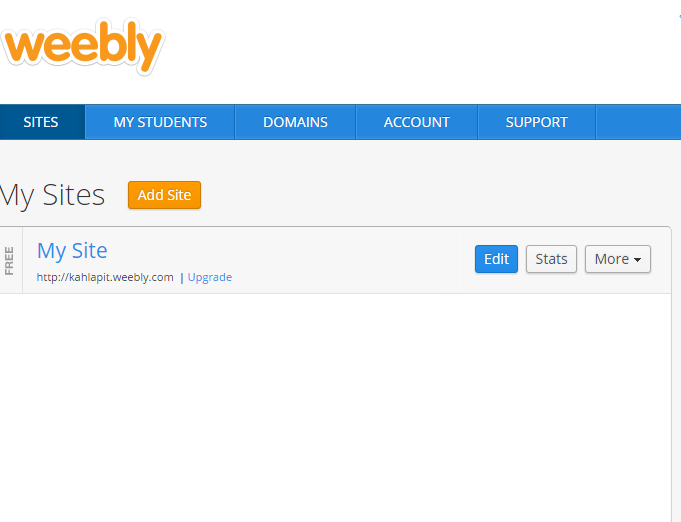 weebly
SITES MY STUDENTS DOMAINS ACCOUNT SUPPORT
My Sites Add Site
FREE
My Site
http://kahlapit.weebly.com | Upgrade
Edit Stats More